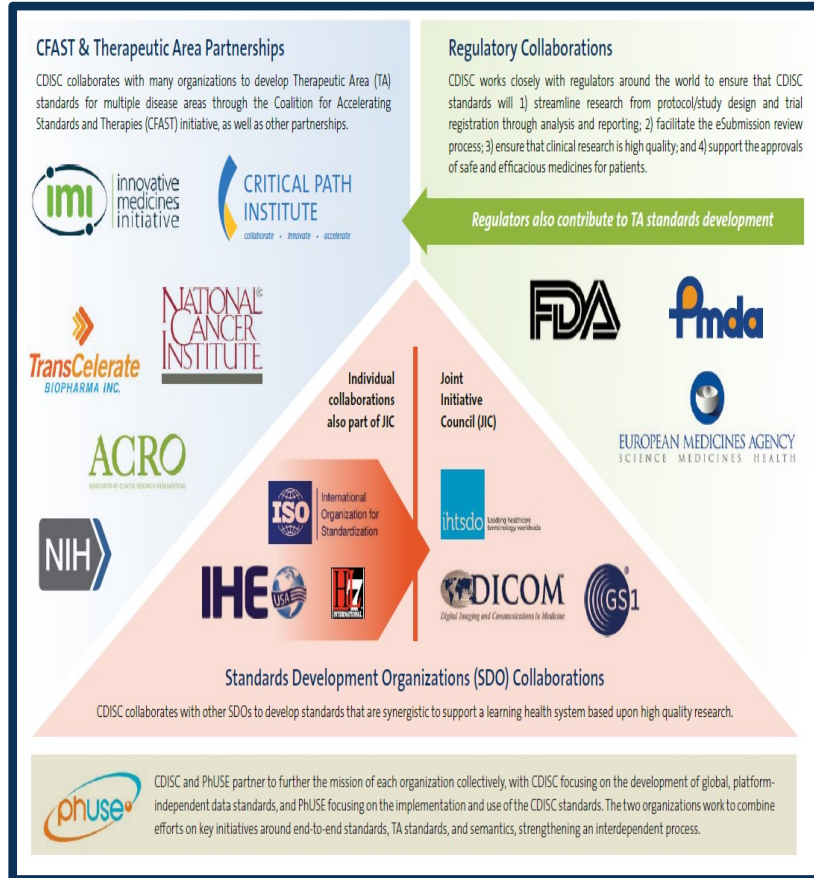 CFAST & Therapeutic Area Partnerships
CDISC collaborates with many organizations to develop Therapeutic Area (TA)
standards for multiple disease areas through the Coalition for Accelerating
Standards and Therapies (CFAST) initiative, as well as other partnerships.
imi
innovative
medicines
initiative
CRITICAL PATH
INSTITUTE
collaborate • innovate • accelerate
TransCelerate
BIOPHARMA INC.
NATIONAL®
CANCER
INSTITUTE
ACRO
ASSOCIATION OF CLINICAL RESEARCH ORGANIZATIONS
NIH
Regulatory Collaborations
CDISC works closely with regulators around the world to ensure that CDISC
standards will 1) streamline research from protocol/study design and trial
registration through analysis and reporting; 2) facilitate the eSubmission review
process; 3) ensure that clinical research is high quality; and 4) support the approvals
of safe and efficacious medicines for patients.
Regulators also contribute to TA standards development
FDA
Pmda
EUROPEAN MEDICINES AGENCY
SCIENCE MEDICINES HEALTH
Individual
collaborations
also part of JIC
Joint
Initiative
Council (JIC)
ISO
International
Organization for
Standardization
IHE
USA
HL7
INTERNATIONAL
ihtsdo
Leading healthcare
terminology worldwide
DICOM
Digital Imaging and Communications in Medicine
GS1®
Standards Development Organizations (SDO) Collaborations
CDISC collaborates with other SDOs to develop standards that are synergistic to support a learning health system based upon high quality research.
phUSE
CDISC and PhUSE partner to further the mission of each organization collectively, with CDISC focusing on the development of global, platform-
independent data standards, and PhUSE focusing on the implementation and use of the CDISC standards. The two organizations work to combine
efforts on key initiatives around end-to-end standards, TA standards, and semantics, strengthening an interdependent process.